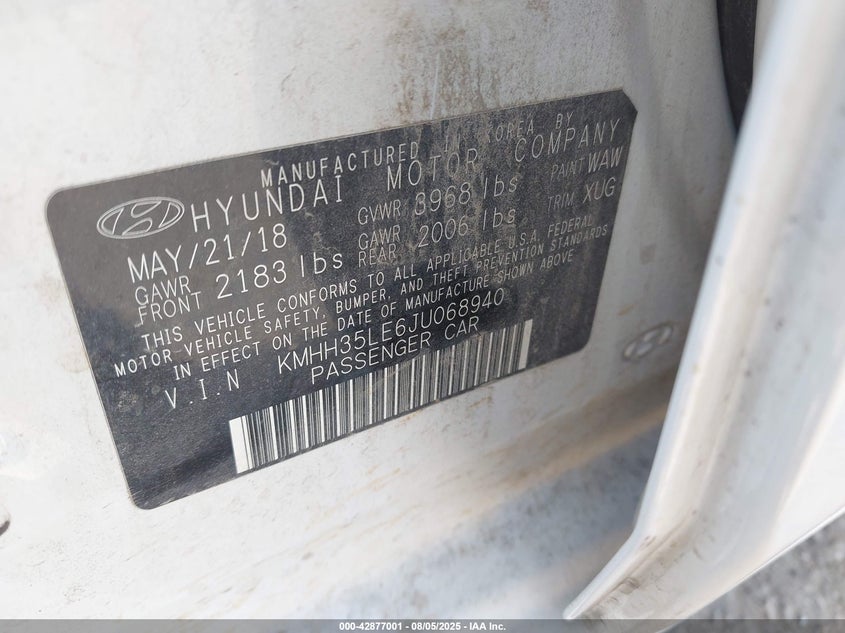 MANUFACTURED IN KOREA BY
HYUNDAI MOTOR COMPANY
MAY/21/18 GVWR 3968 lbs PAINT WAW
GAWR FRONT 2183 lbs GAWR REAR 2006 lbs TRIM XUG
THIS VEHICLE CONFORMS TO ALL APPLICABLE U.S.A. FEDERAL
MOTOR-VEHICLE SAFETY, BUMPER, AND THEFT PREVENTION STANDARDS
IN EFFECT ON THE DATE OF MANUFACTURE SHOWN ABOVE.
V.I.N KMHH35LE6JU068940
PASSENGER CAR
000-42877001 - 08/05/2025 - IAA Inc.